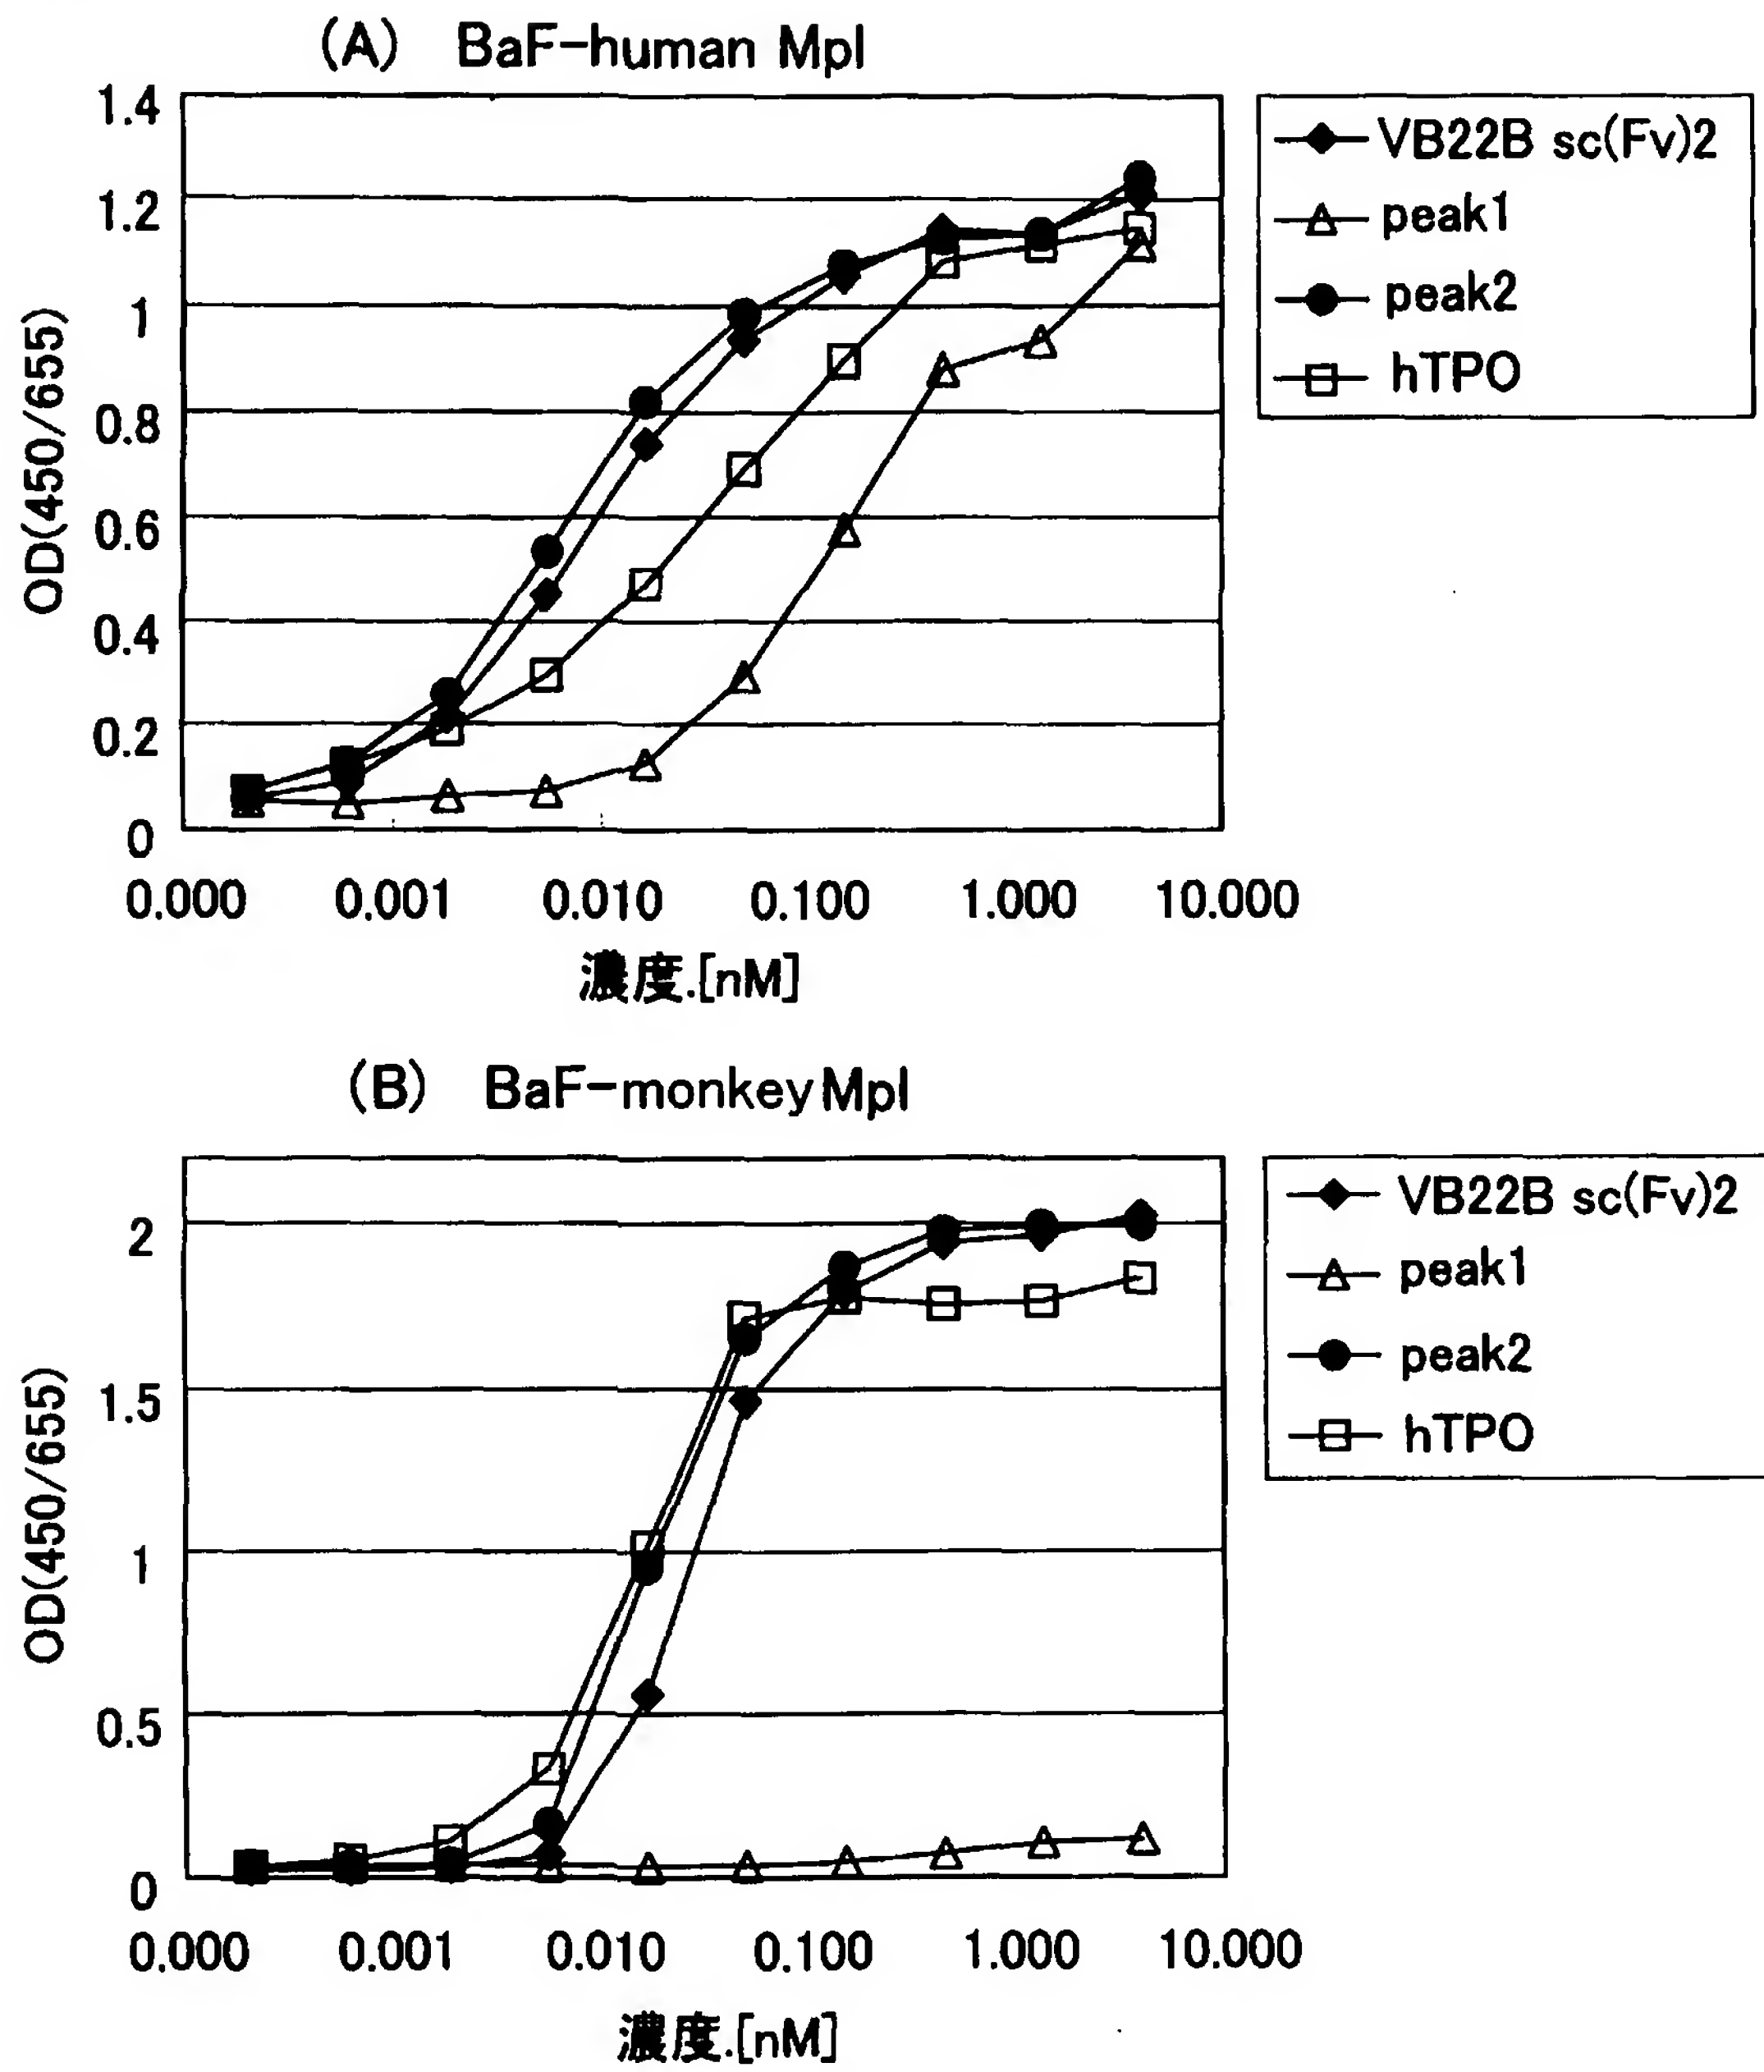 (A) BaF-human Mpl
1.4
1.2
1
0.8
0.6
0.4
0.2
0
OD(450/655)
0.000 0.001 0.010 0.100 1.000 10.000
濃度.[nM]
VB22B sc(Fv)2
peak1
peak2
hTPO
(B) BaF-monkey Mpl
2
1.5
1
0.5
0
OD(450/655)
0.000 0.001 0.010 0.100 1.000 10.000
濃度.[nM]
VB22B sc(Fv)2
peak1
peak2
hTPO